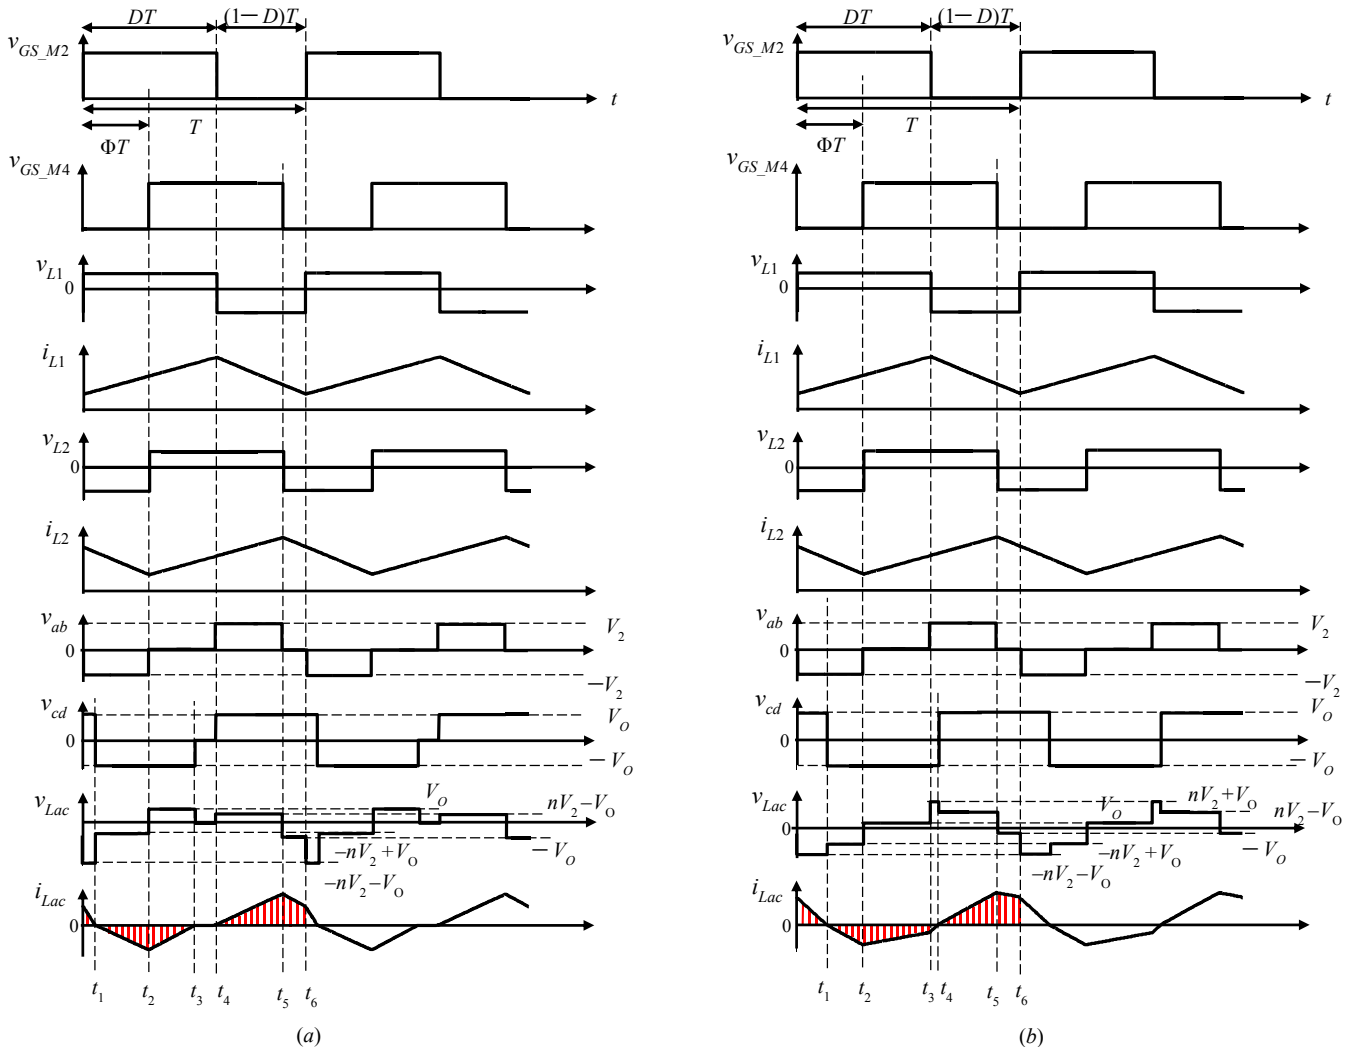 DT
(1− D)T
v_GS_M2
t
T
ΦT
v_GS_M4
v_L1
0
i_L1
v_L2
0
i_L2
v_ab
V_2
0
−V_2
v_cd
V_O
0
−V_O
v_Lac
V_O
nV_2−V_O
−nV_2+V_O
−V_O
−nV_2−V_O
i_Lac
0
t_1
t_2
t_3
t_4
t_5
t_6
(a)
DT
(1− D)T
v_GS_M2
t
T
ΦT
v_GS_M4
v_L1
0
i_L1
v_L2
0
i_L2
v_ab
V_2
0
−V_2
v_cd
V_O
0
−V_O
v_Lac
V_O
nV_2+V_O
nV_2−V_O
0
−nV_2+V_O
−V_O
−nV_2−V_O
i_Lac
0
t_1
t_2
t_3
t_4
t_5
t_6
(b)